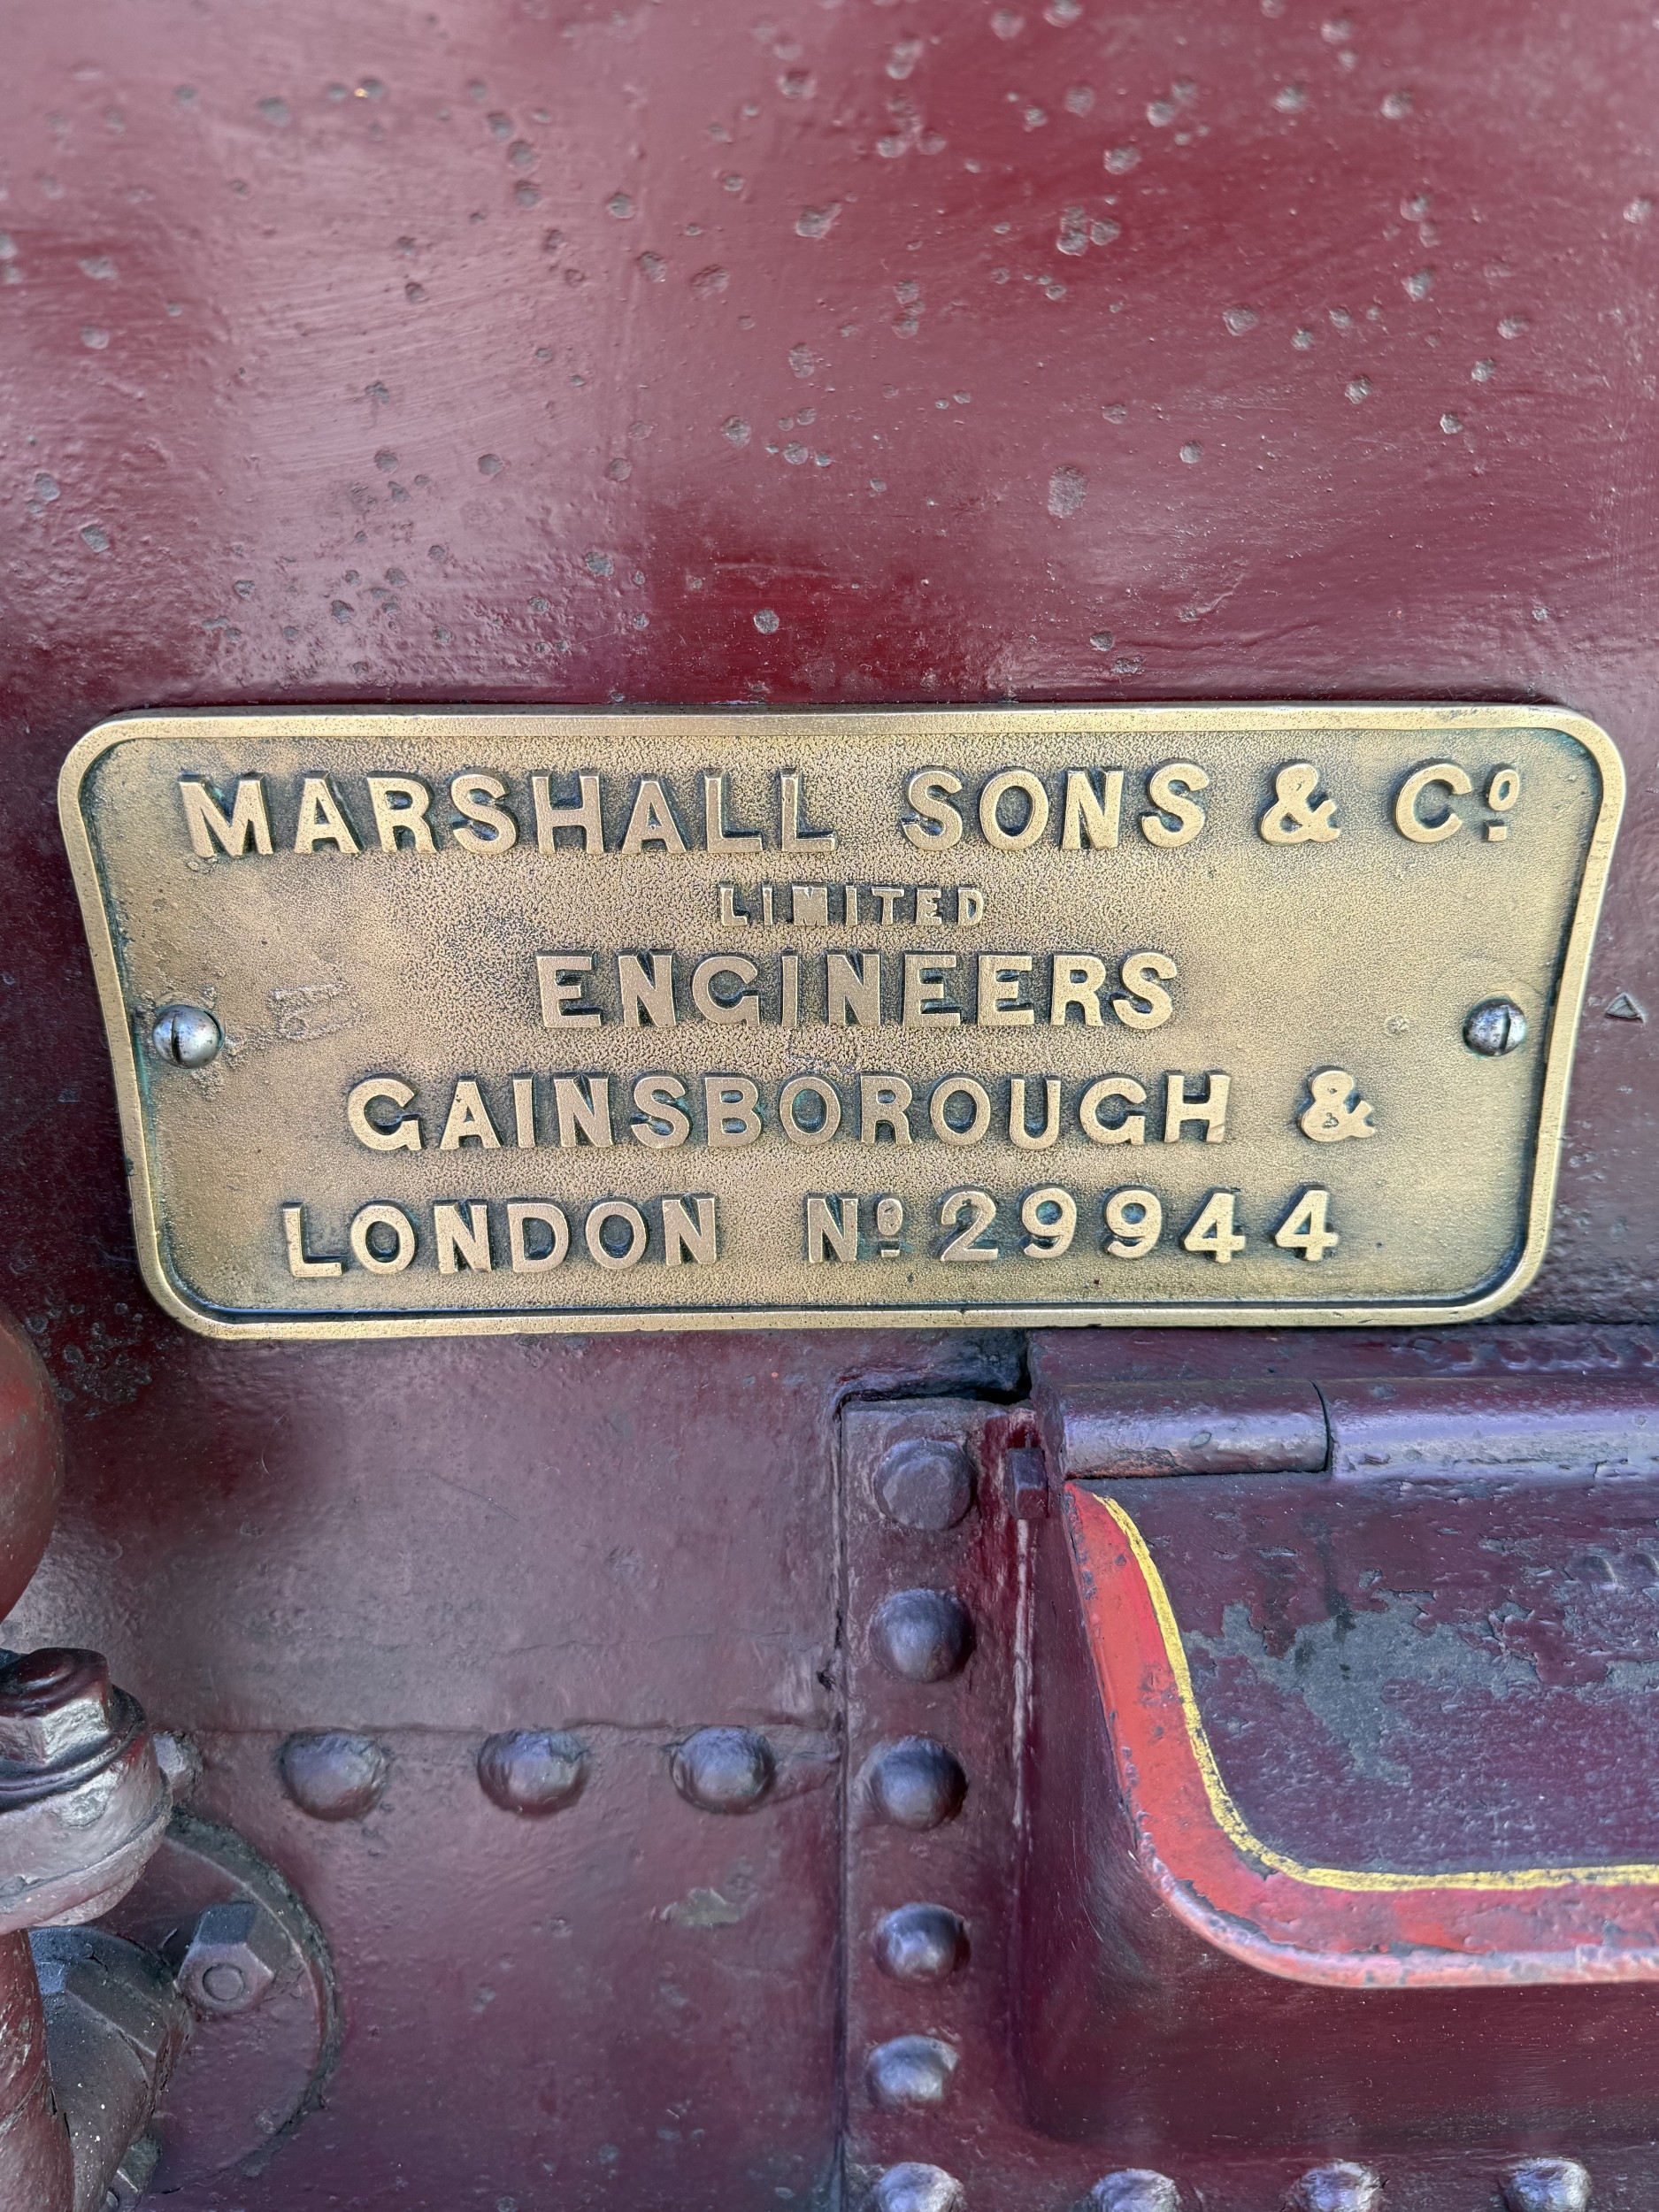 MARSHALL SONS & Cº
LIMITED
ENGINEERS
GAINSBOROUGH &
LONDON Nº 29944